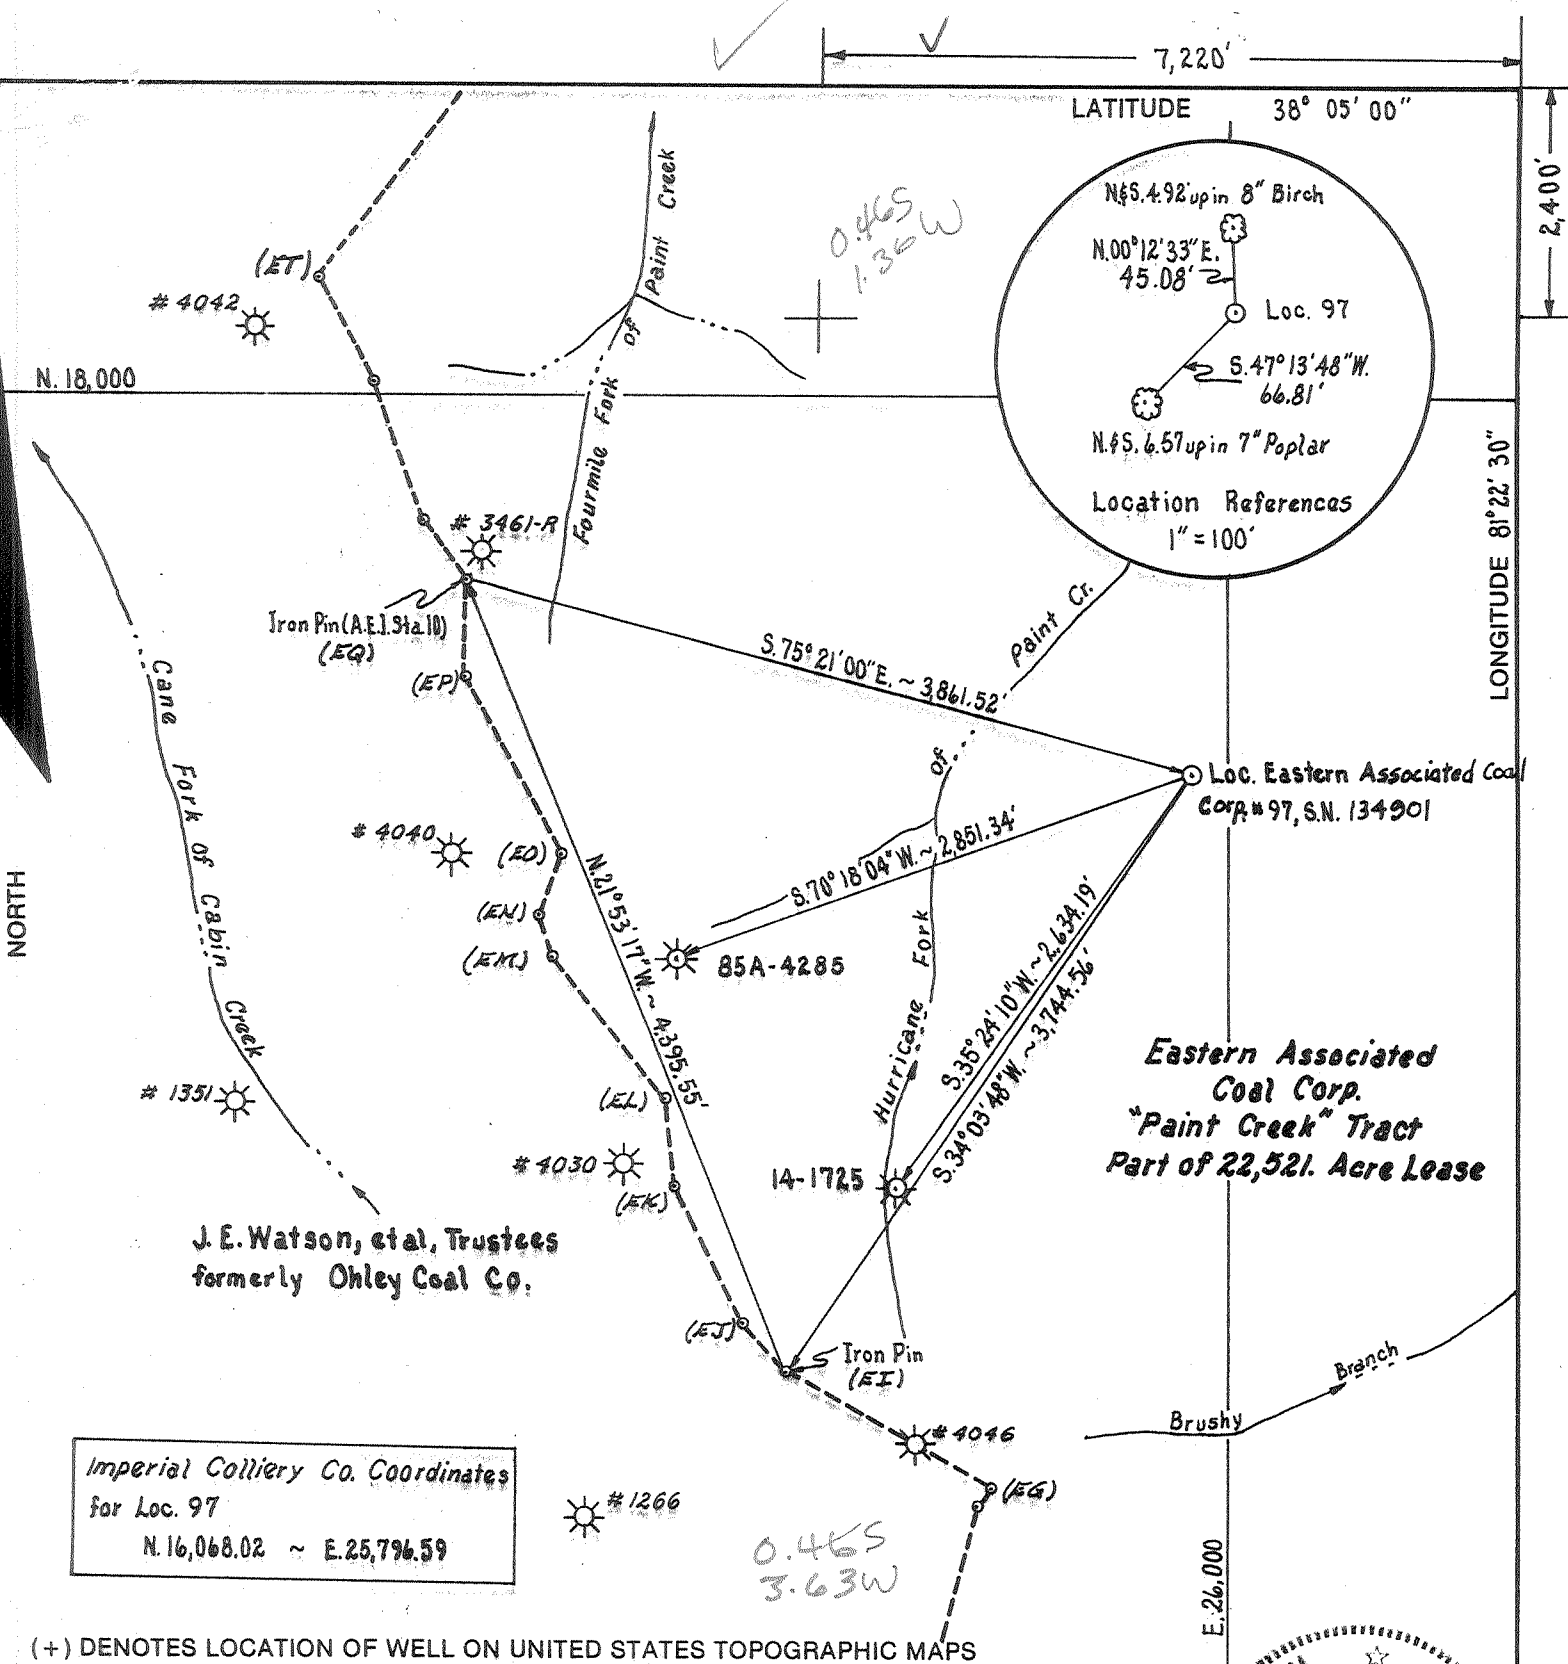 7,220'
LATITUDE 38° 05' 00"
2,400'
N.&S. 4.92' up in 8" Birch
N.00°12'33"E.
45.08'
Loc. 97
S.47°13'48"W.
66.81'
N.&S. 6.57 up in 7" Poplar
Location References
1" = 100'
LONGITUDE 81°22' 30"
0.46S
1.36W
Fourmile Fork of Paint Creek
(ET)
# 4042
N. 18,000
# 3461-R
Iron Pin (A.E.I. Sta 10)
(EQ)
(EP)
S. 75° 21' 00" E. ~ 3,861.52'
Paint Cr.
of
Hurricane Fork
Loc. Eastern Associated Coal
Corp. # 97, S.N. 134901
Cane Fork of Cabin Creek
# 4040
(EO)
(EN)
(EM)
N. 21° 53' 17" W. ~ 4,395.55'
S. 70° 18' 04" W. ~ 2,851.34'
85A-4285
NORTH
S. 35° 24' 10" W. ~ 2,634.19'
S. 34° 03' 48" W. ~ 3,744.56'
Eastern Associated
Coal Corp.
"Paint Creek" Tract
Part of 22,521. Acre Lease
# 1351
(EL)
# 4030
(EK)
14-1725
J. E. Watson, et al, Trustees
formerly Ohley Coal Co.
(EJ)
Iron Pin
(EI)
Brushy Branch
# 4046
(EG)
Imperial Colliery Co. Coordinates
for Loc. 97
N. 16,068.02 ~ E. 25,796.59
# 1266
0.46S
3.63W
E. 26,000
(+) DENOTES LOCATION OF WELL ON UNITED STATES TOPOGRAPHIC MAPS